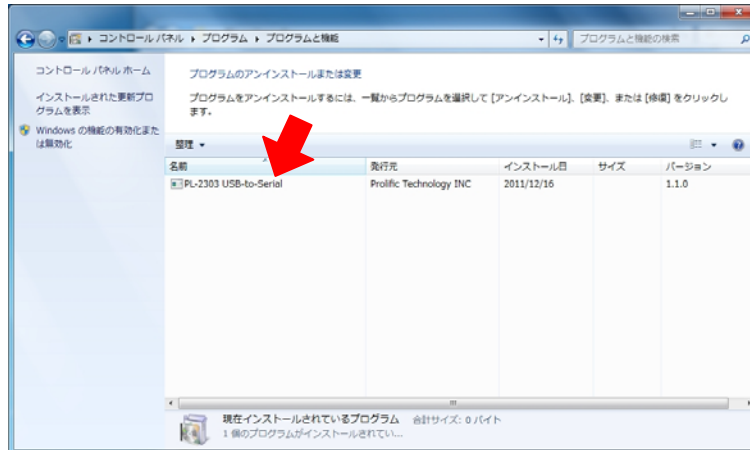 コントロール パネル ▸ プログラム ▸ プログラムと機能
プログラムと機能の検索
コントロール パネル ホーム
インストールされた更新プロ
グラムを表示
Windows の機能の有効化また
は無効化
プログラムのアンインストールまたは変更
プログラムをアンインストールするには、一覧からプログラムを選択して [アンインストール]、[変更]、または [修復] をクリックし
ます。
整理
名前 発行元 インストール日 サイズ バージョン
PL-2303 USB-to-Serial Prolific Technology INC 2011/12/16 1.1.0
現在インストールされているプログラム 合計サイズ: 0 バイト
1 個のプログラムがインストールされてい...